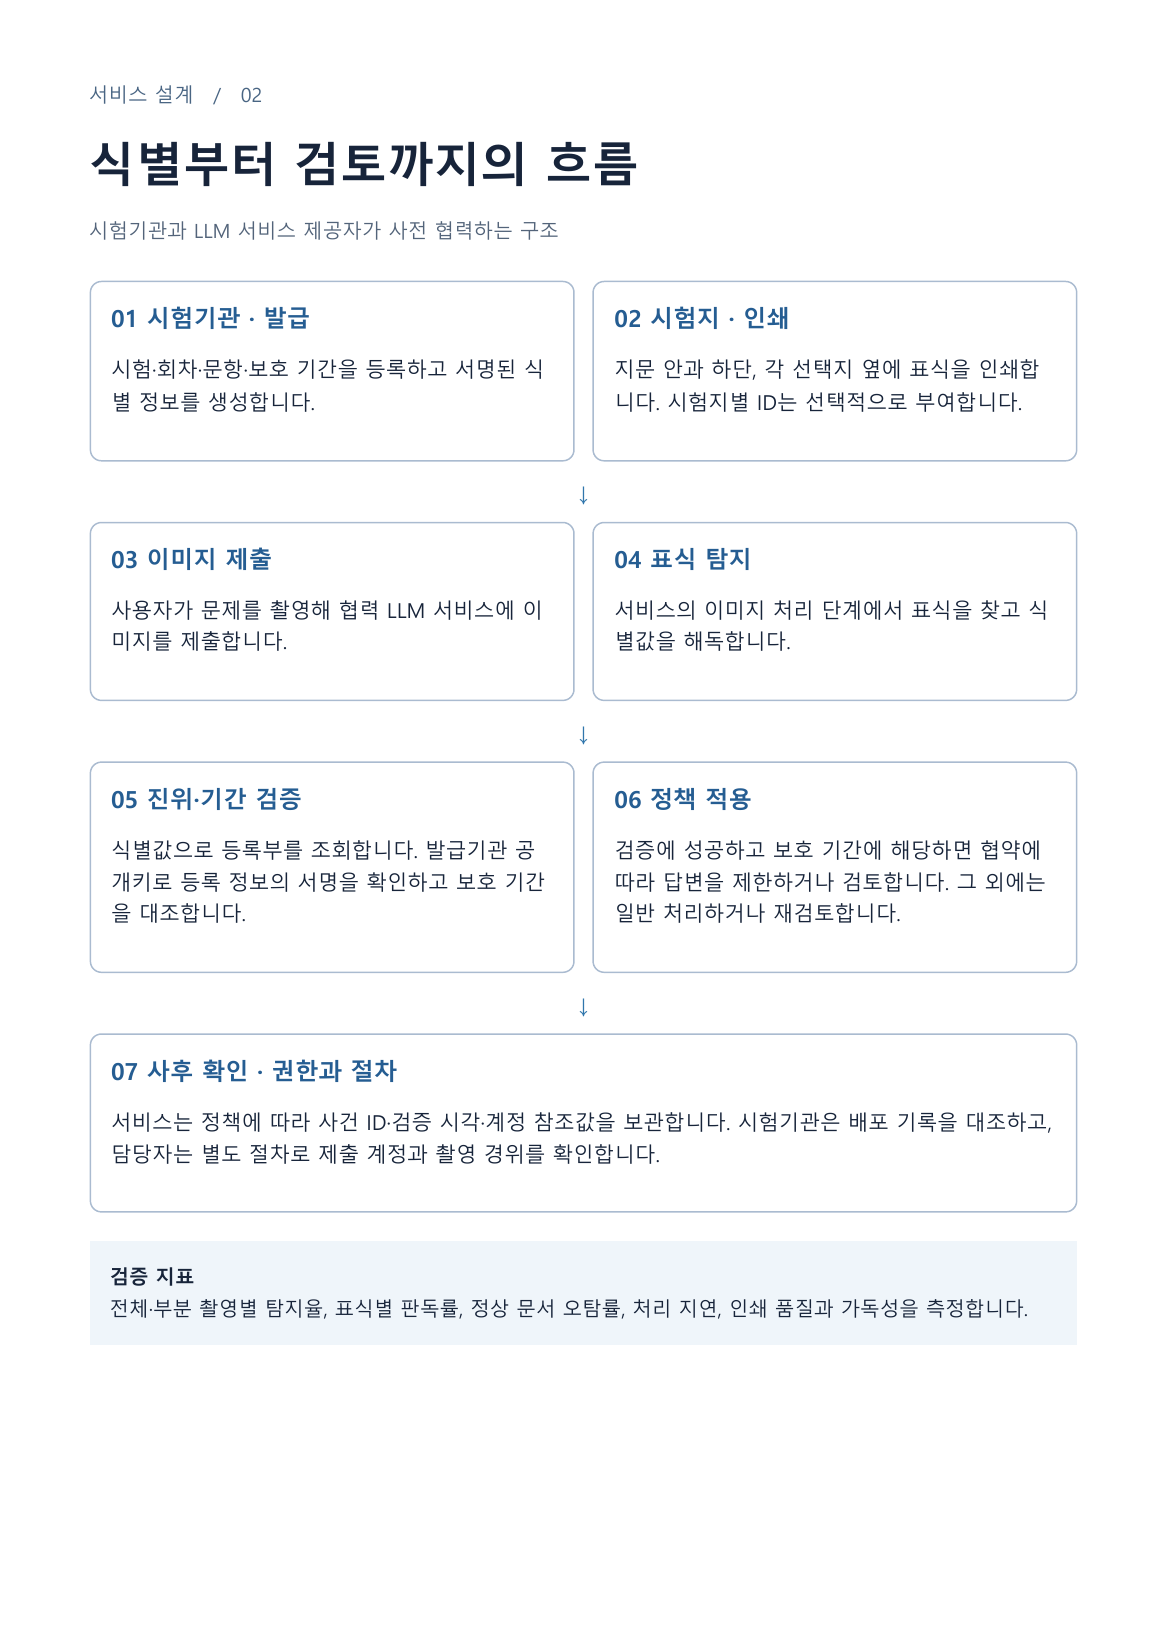 서비스 설계 / 02
식별부터 검토까지의 흐름
시험기관과 LLM 서비스 제공자가 사전 협력하는 구조
01 시험기관 · 발급
시험·회차·문항·보호 기간을 등록하고 서명된 식
별 정보를 생성합니다.
02 시험지 · 인쇄
지문 안과 하단, 각 선택지 옆에 표식을 인쇄합
니다. 시험지별 ID는 선택적으로 부여합니다.
↓
03 이미지 제출
사용자가 문제를 촬영해 협력 LLM 서비스에 이
미지를 제출합니다.
04 표식 탐지
서비스의 이미지 처리 단계에서 표식을 찾고 식
별값을 해독합니다.
↓
05 진위·기간 검증
식별값으로 등록부를 조회합니다. 발급기관 공
개키로 등록 정보의 서명을 확인하고 보호 기간
을 대조합니다.
06 정책 적용
검증에 성공하고 보호 기간에 해당하면 협약에
따라 답변을 제한하거나 검토합니다. 그 외에는
일반 처리하거나 재검토합니다.
↓
07 사후 확인 · 권한과 절차
서비스는 정책에 따라 사건 ID·검증 시각·계정 참조값을 보관합니다. 시험기관은 배포 기록을 대조하고,
담당자는 별도 절차로 제출 계정과 촬영 경위를 확인합니다.
검증 지표
전체·부분 촬영별 탐지율, 표식별 판독률, 정상 문서 오탐률, 처리 지연, 인쇄 품질과 가독성을 측정합니다.